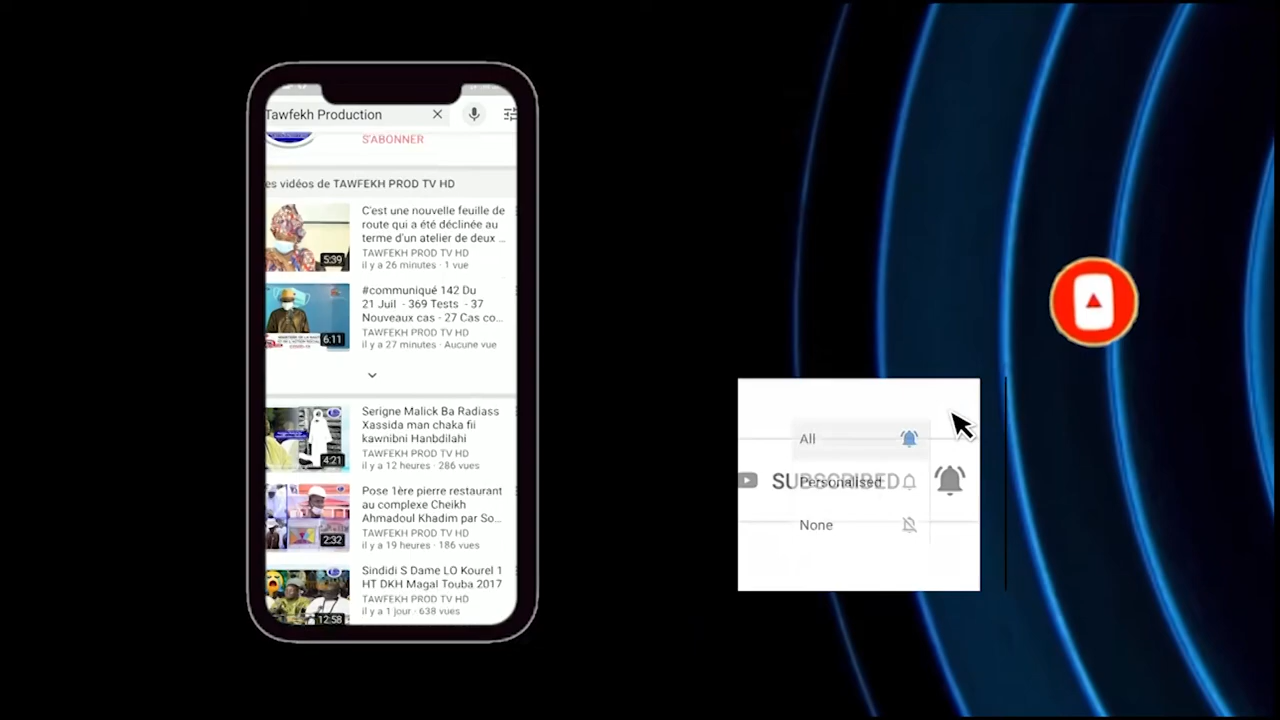 Tawfekh Production
S'ABONNER
es vidéos de TAWFEKH PROD TV HD
C'est une nouvelle feuille de
route qui a été déclinée au
terme d'un atelier de deux ...
TAWFEKH PROD TV HD
il y a 26 minutes · 1 vue
5:39
#communiqué 142 Du
21 Juil - 369 Tests - 37
Nouveaux cas - 27 Cas co...
TAWFEKH PROD TV HD
il y a 27 minutes · Aucune vue
6:11
Serigne Malick Ba Radiass
Xassida man chaka fii
kawnibni Hanbdilahi
TAWFEKH PROD TV HD
il y a 12 heures · 286 vues
4:21
Pose 1ère pierre restaurant
au complexe Cheikh
Ahmadoul Khadim par So...
TAWFEKH PROD TV HD
il y a 19 heures · 186 vues
2:32
Sindidi S Dame LO Kourel 1
HT DKH Magal Touba 2017
TAWFEKH PROD TV HD
il y a 1 jour · 638 vues
12:58
All
SUBSCRIBED
Personalised
None